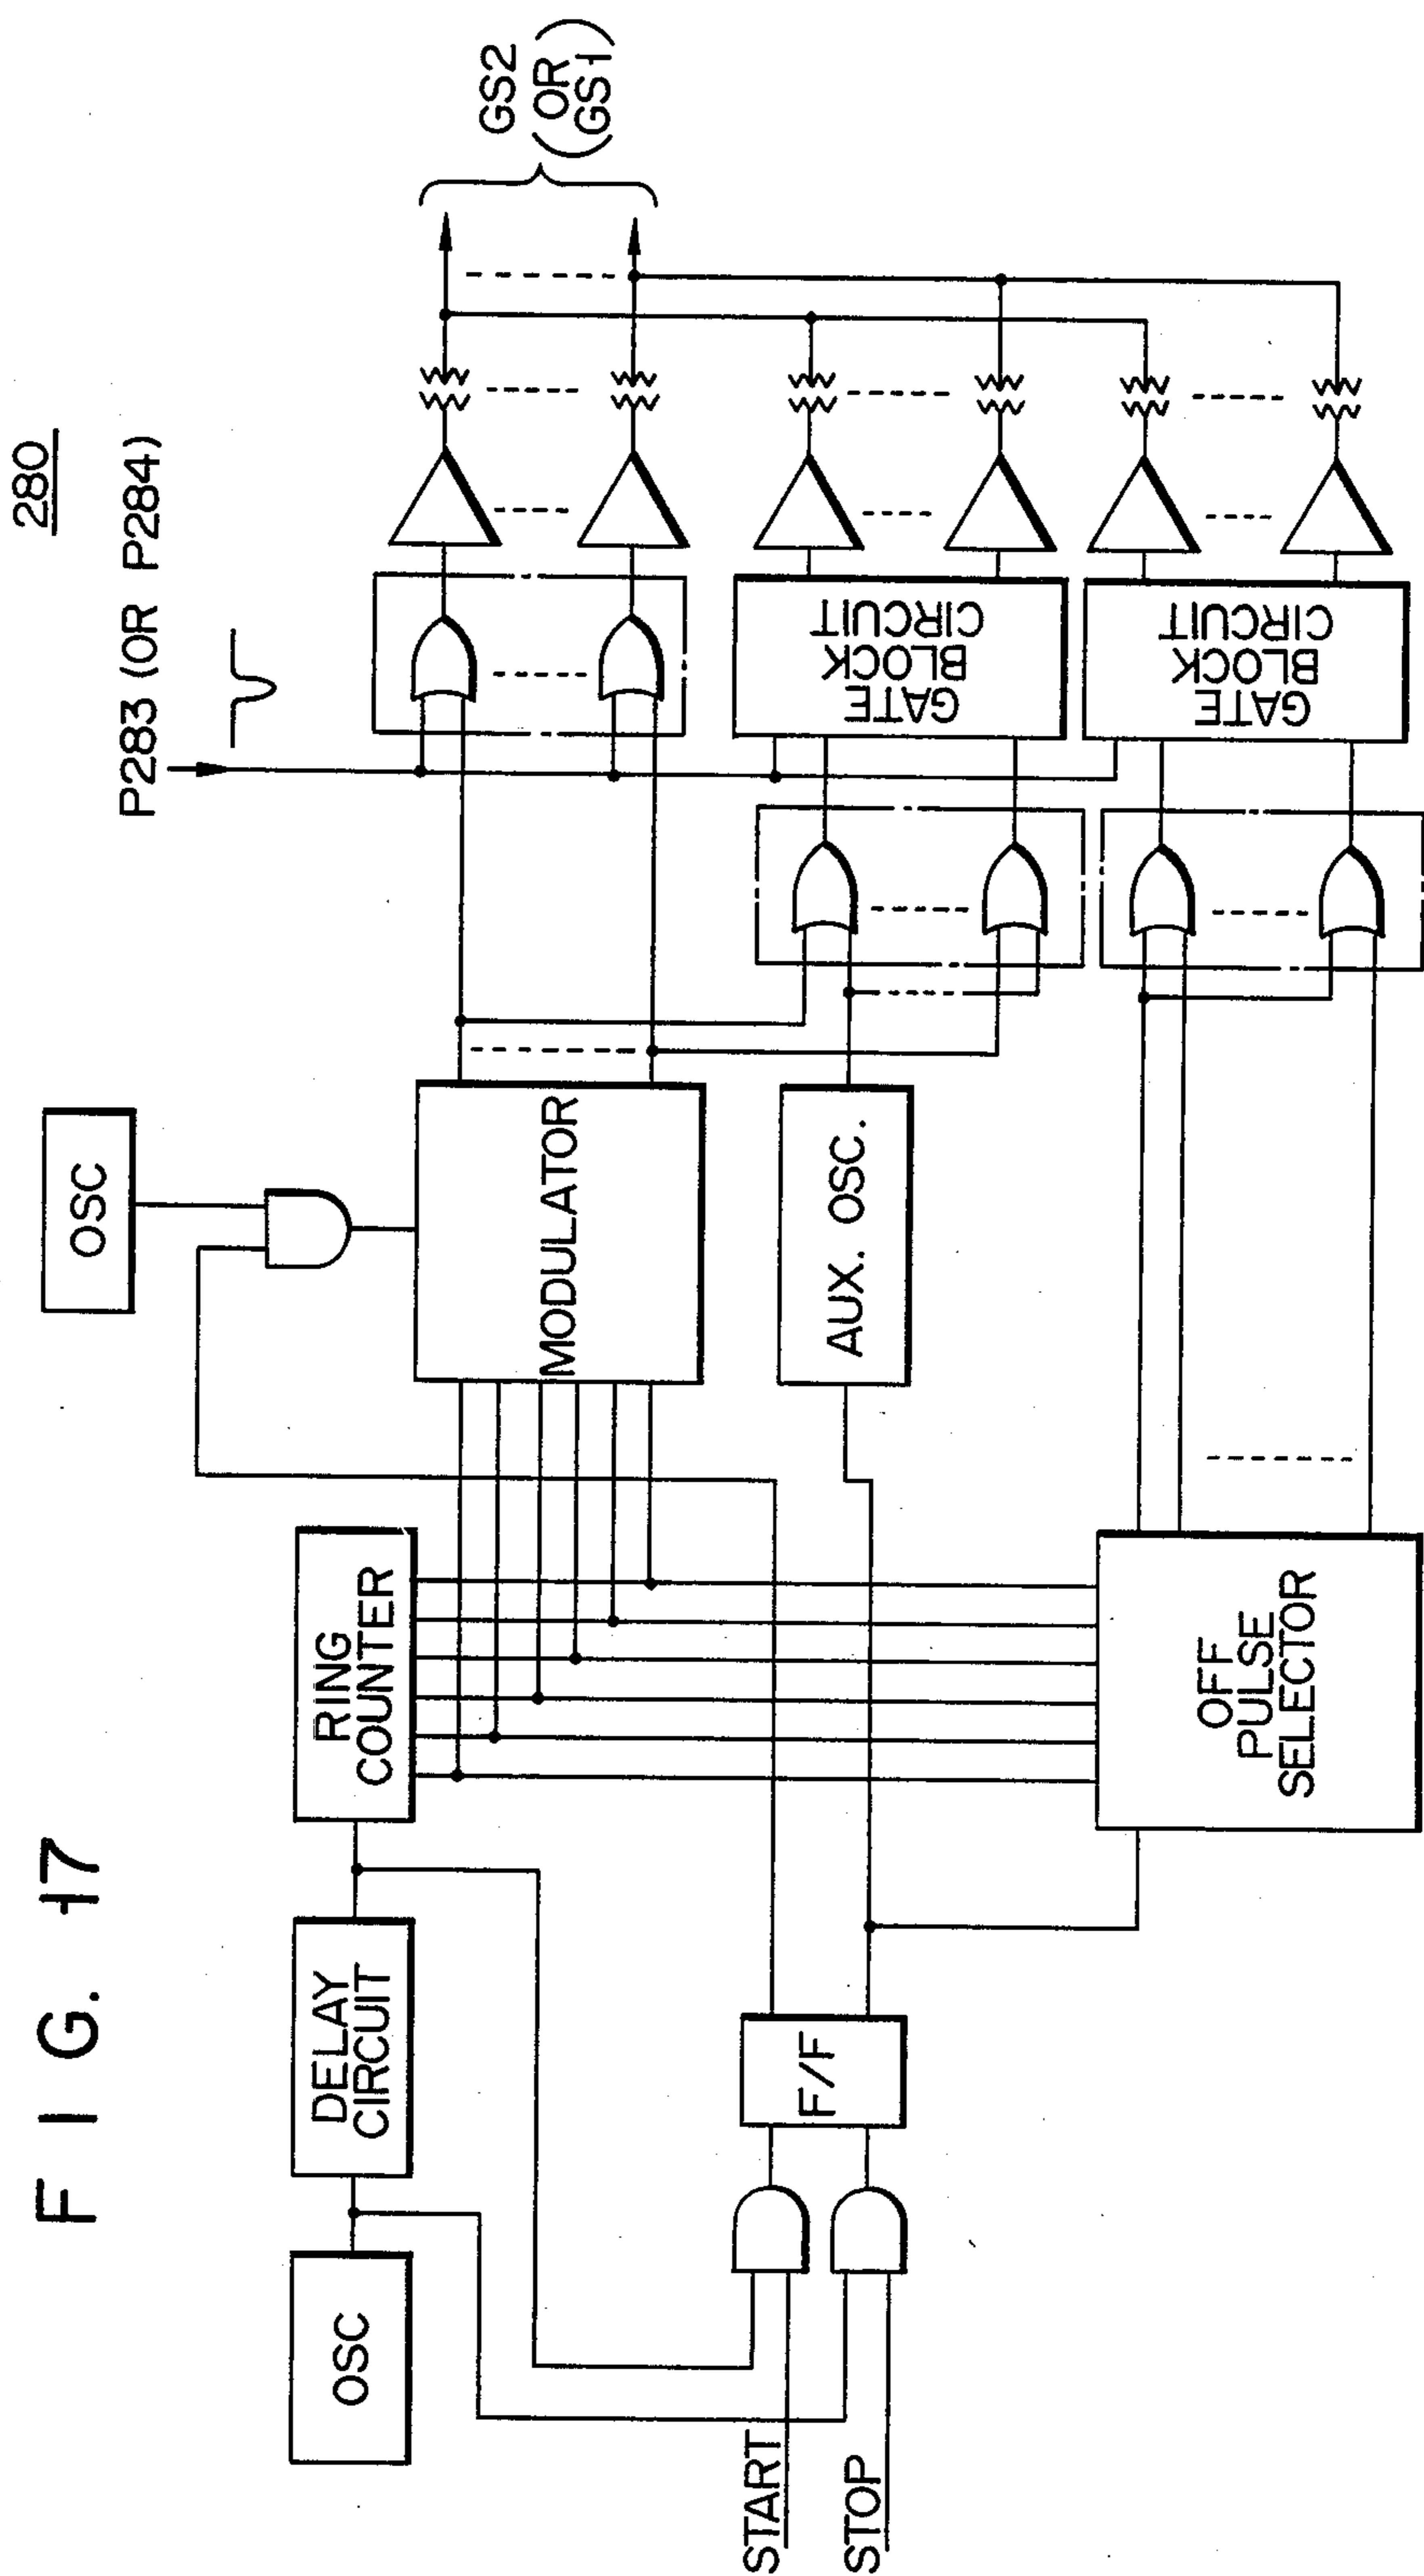 FIG. 17
280
P283 (OR P284)
OSC
DELAY
CIRCUIT
RING
COUNTER
OSC
MODULATOR
AUX. OSC.
START
STOP
F/F
OFF
PULSE
SELECTOR
GATE
BLOCK
CIRCUIT
GATE
BLOCK
CIRCUIT
GS2
(OR
GS1)